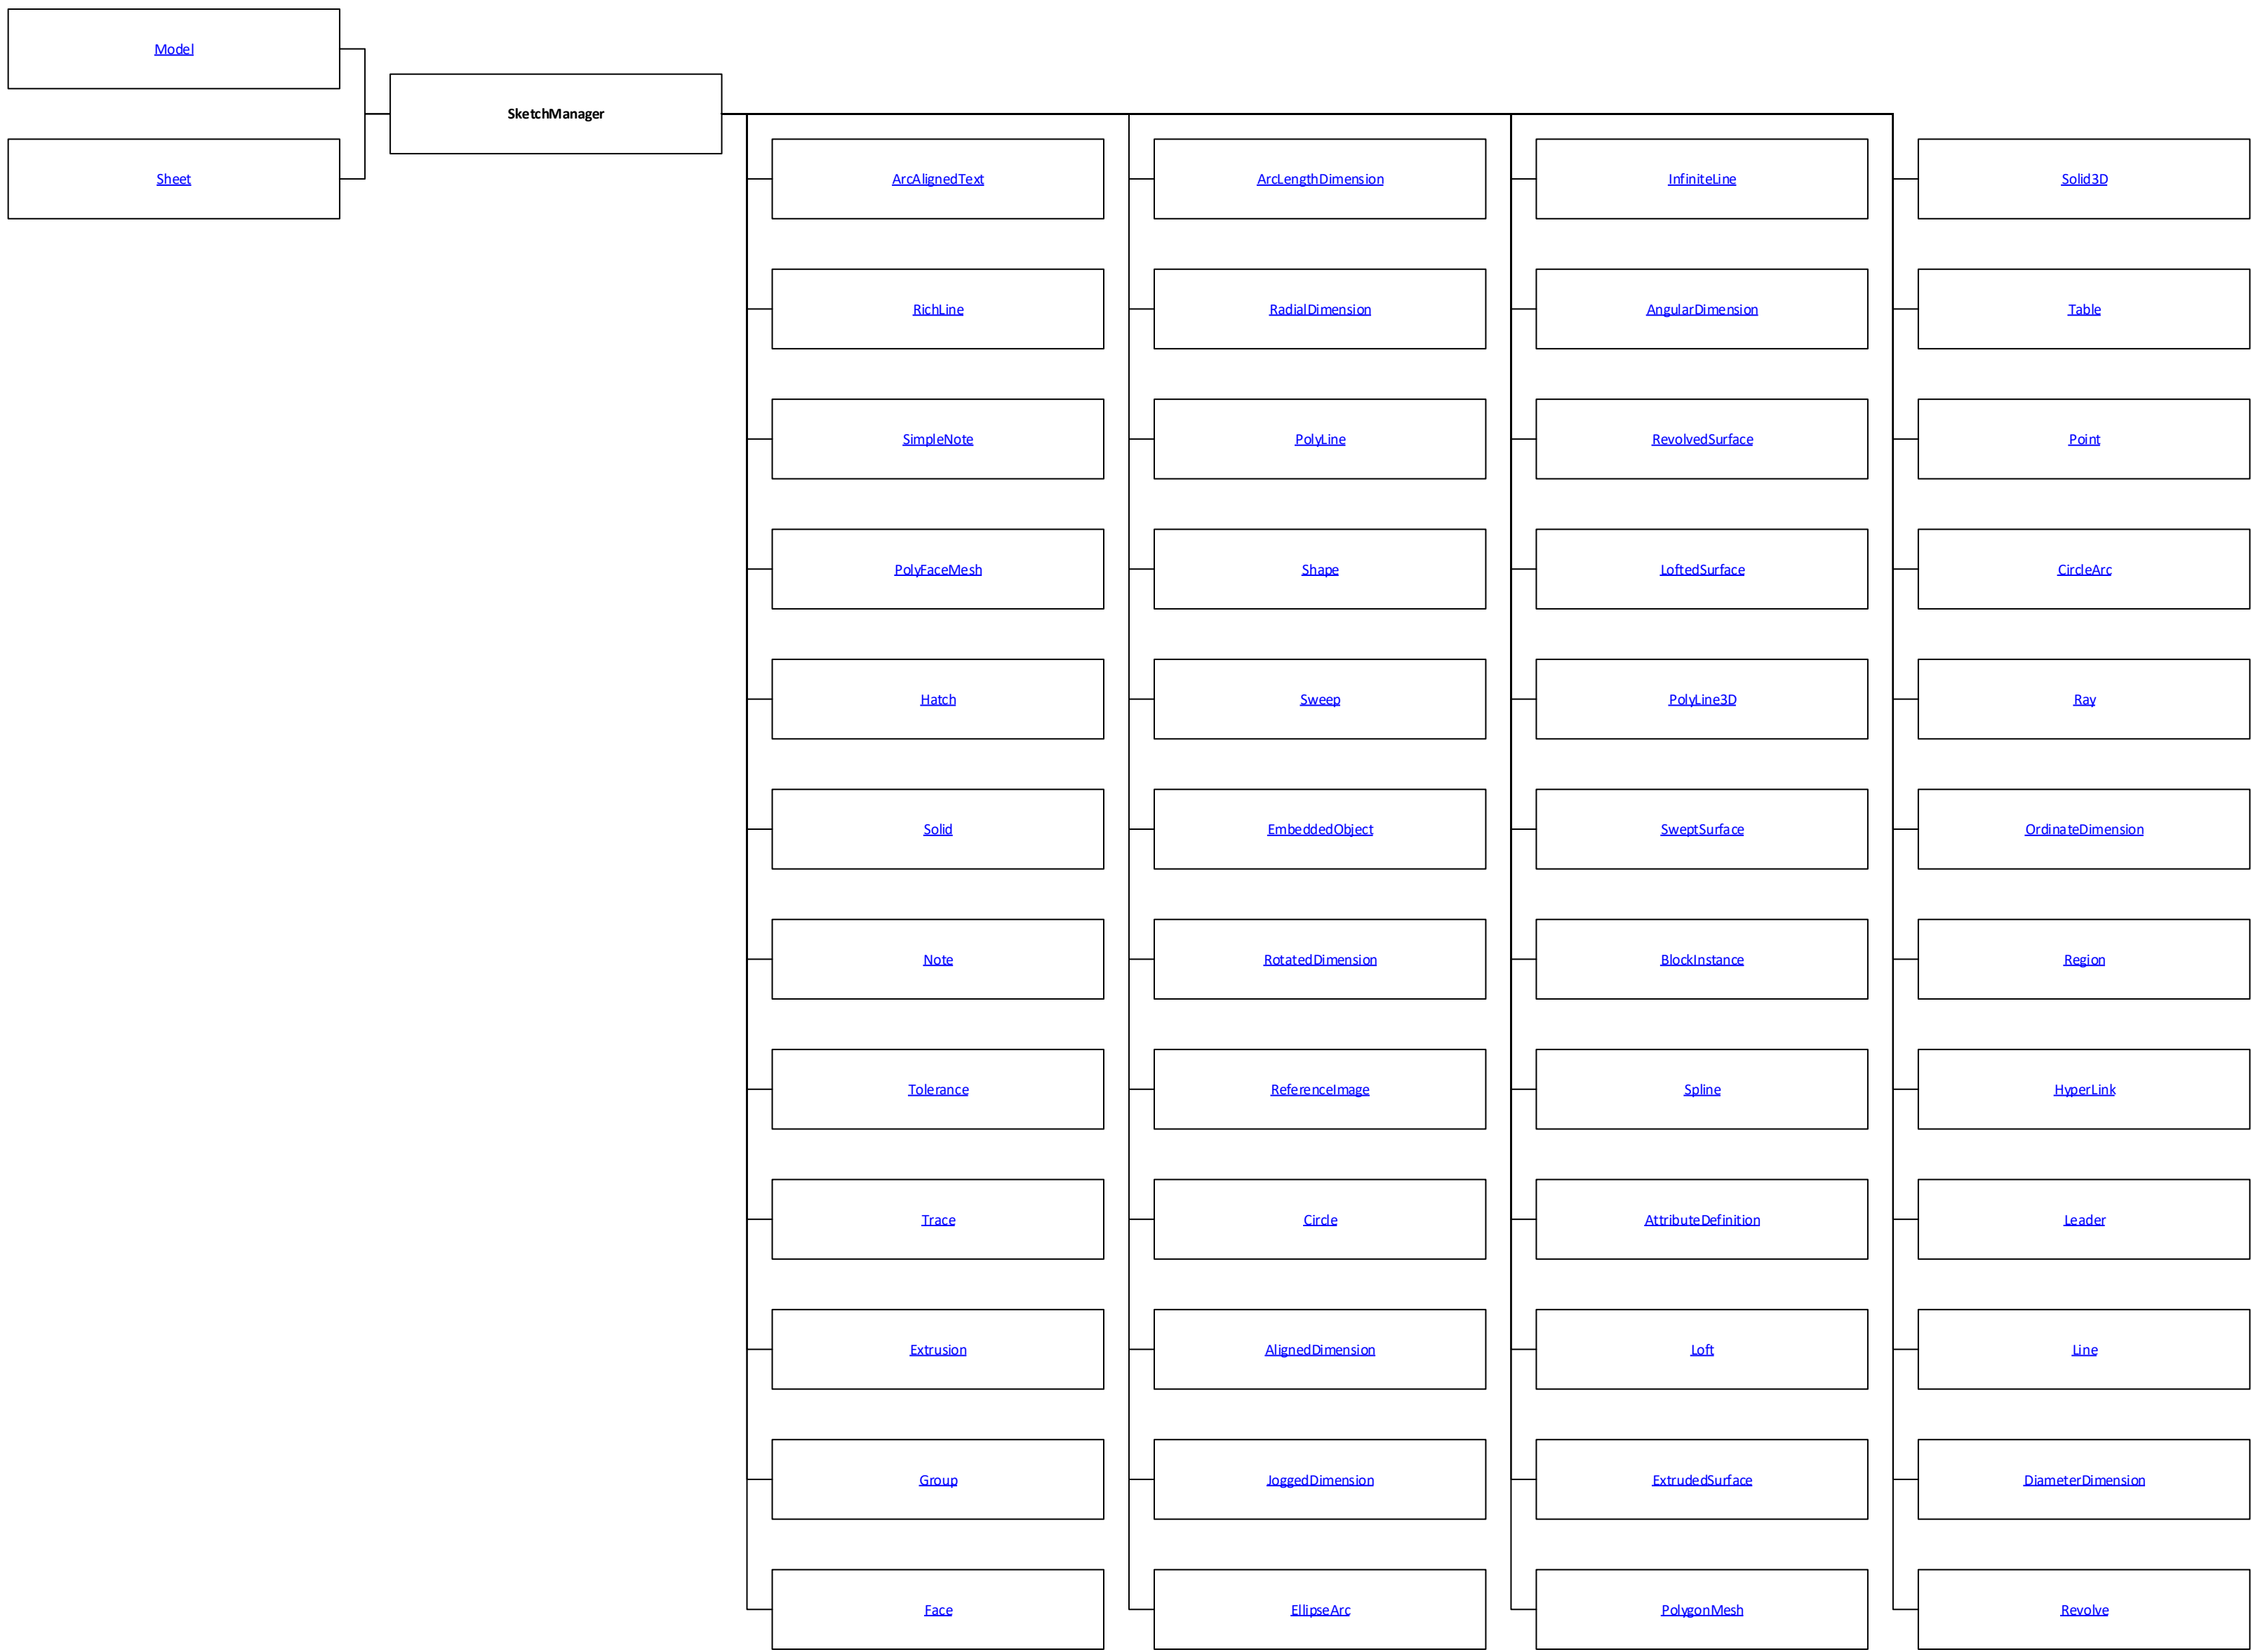 Model
SketchManager
Sheet
ArcAlignedText
ArcLengthDimension
InfiniteLine
Solid3D
RichLine
RadialDimension
AngularDimension
Table
SimpleNote
PolyLine
RevolvedSurface
Point
PolyFaceMesh
Shape
LoftedSurface
CircleArc
Hatch
Sweep
PolyLine3D
Ray
Solid
EmbeddedObject
SweptSurface
OrdinateDimension
Note
RotatedDimension
BlockInstance
Region
Tolerance
ReferenceImage
Spline
HyperLink
Trace
Circle
AttributeDefinition
Leader
Extrusion
AlignedDimension
Loft
Line
Group
JoggedDimension
ExtrudedSurface
DiameterDimension
Face
EllipseArc
PolygonMesh
Revolve